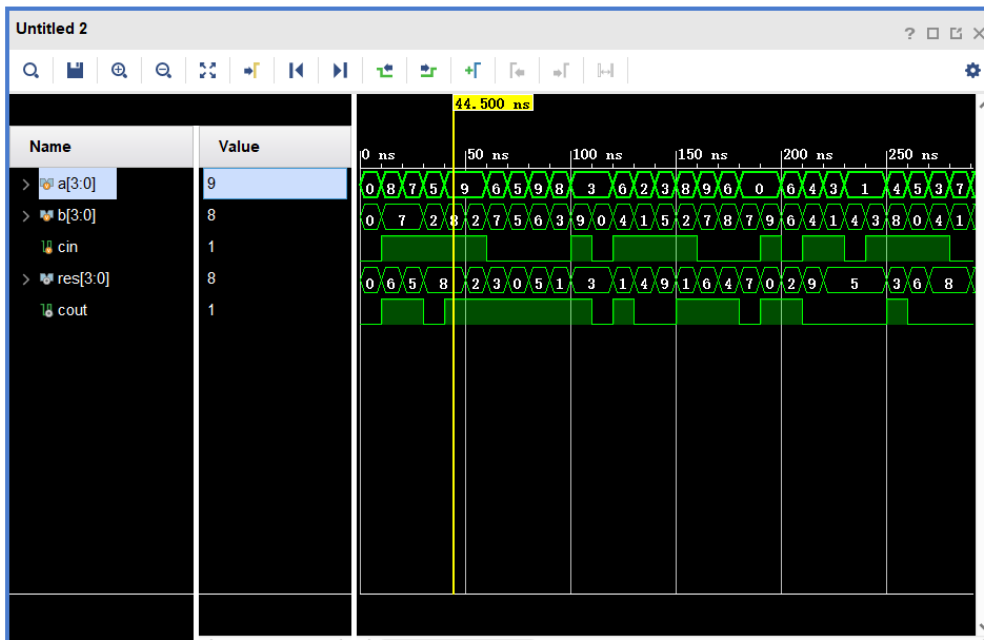 Untitled 2
44.500 ns
Name Value
0 ns 50 ns 100 ns 150 ns 200 ns 250 ns
a[3:0] 9 0 8 7 5 9 6 5 9 8 3 6 2 3 8 9 6 0 6 4 3 1 4 5 3 7
b[3:0] 8 0 7 2 8 2 7 5 6 3 9 0 4 1 5 2 7 8 7 9 6 4 1 4 3 8 0 4 1
cin 1
res[3:0] 8 0 6 5 8 2 3 0 5 1 3 1 4 9 1 6 4 7 0 2 9 5 3 6 8
cout 1